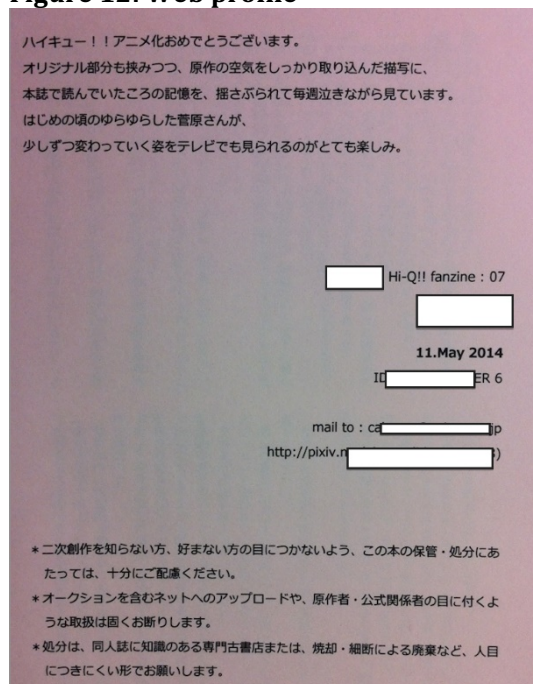 ハイキュー！！アニメ化おめでとうございます。
オリジナル部分も挟みつつ、原作の空気をしっかり取り込んだ描写に、
本誌で読んでいたころの記憶を、揺さぶられて毎週泣きながら見ています。
はじめの頃のゆらゆらした菅原さんが、
少しずつ変わっていく姿をテレビでも見られるのがとても楽しみ。
Hi-Q!! fanzine : 07
11.May 2014
ER 6
mail to : ca jp
http://pixiv.n )
＊二次創作を知らない方、好まない方の目につかないよう、この本の保管・処分にあ
たっては、十分にご配慮ください。
＊オークションを含むネットへのアップロードや、原作者・公式関係者の目に付くよ
うな取扱は固くお断りします。
＊処分は、同人誌に知識のある専門古書店または、焼却・細断による廃棄など、人目
につきにくい形でお願いします。